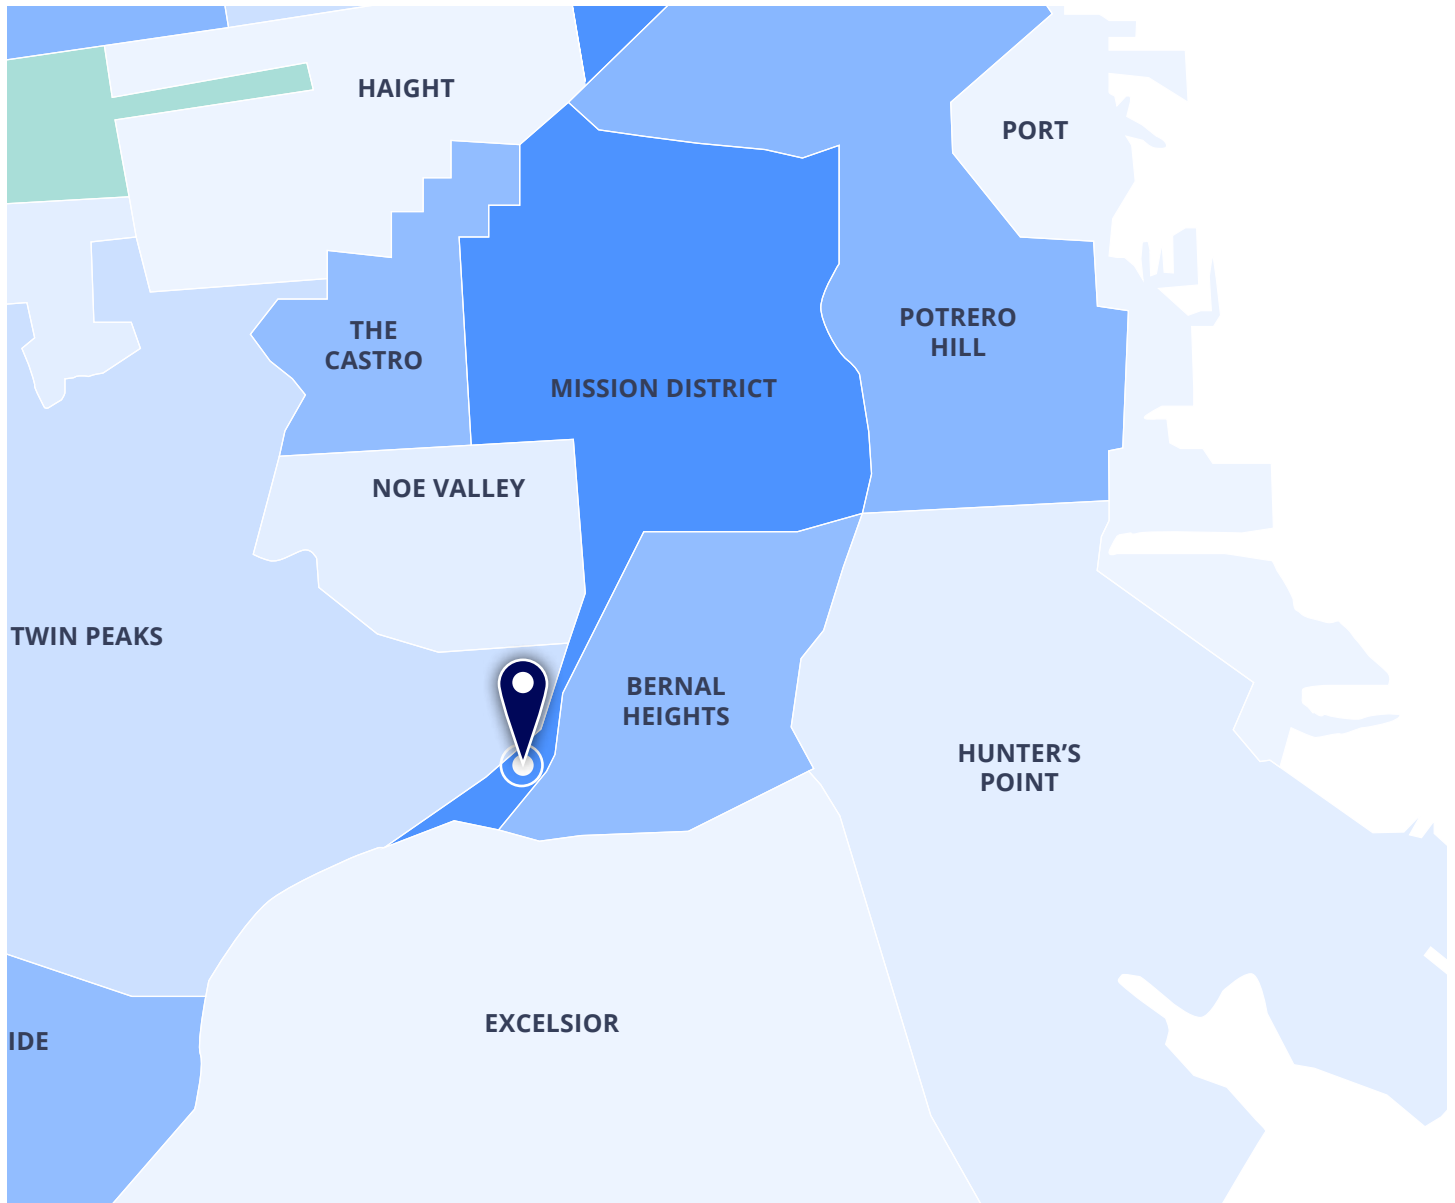 HAIGHT
PORT
POTRERO
HILL
THE
CASTRO
MISSION DISTRICT
NOE VALLEY
TWIN PEAKS
BERNAL
HEIGHTS
HUNTER’S
POINT
EXCELSIOR
IDE